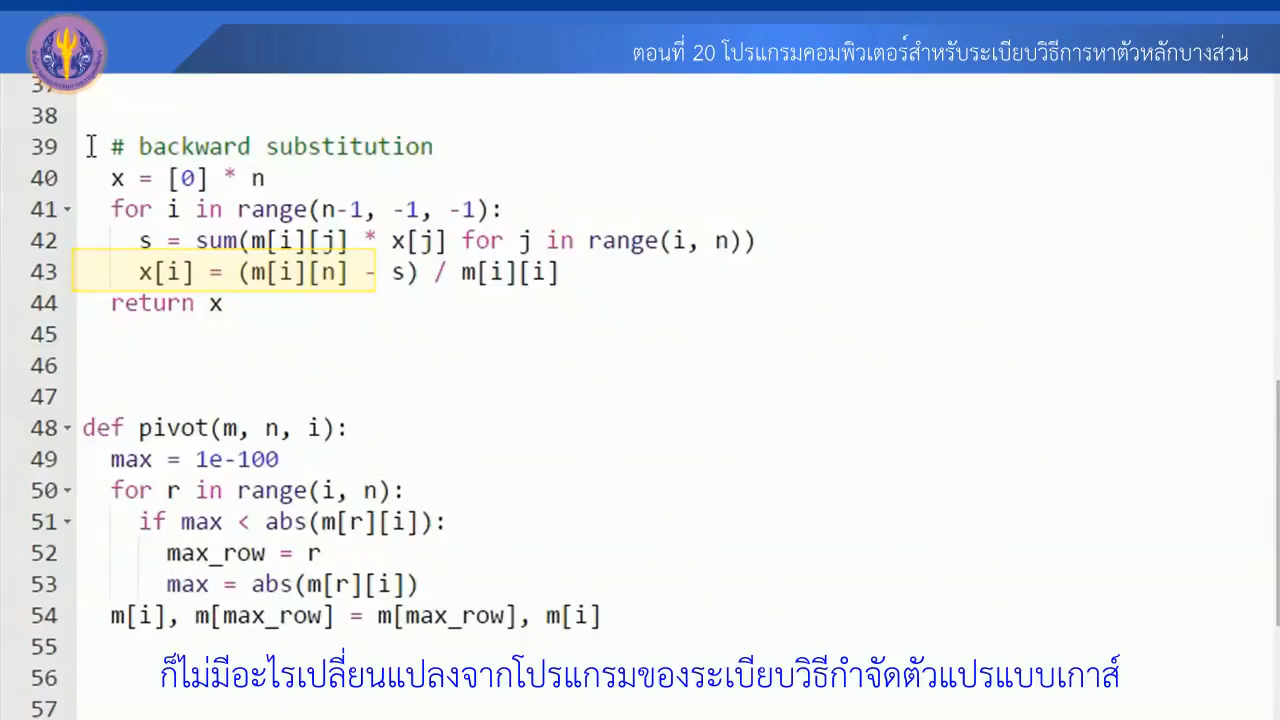 ตอนที่ 20 โปรแกรมคอมพิวเตอร์สำหรับระเบียบวิธีการหาตัวหลักบางส่วน
37
38
39 # backward substitution
40 x = [0] * n
41 for i in range(n-1, -1, -1):
42 s = sum(m[i][j] * x[j] for j in range(i, n))
43 x[i] = (m[i][n] - s) / m[i][i]
44 return x
45
46
47
48 def pivot(m, n, i):
49 max = 1e-100
50 for r in range(i, n):
51 if max < abs(m[r][i]):
52 max_row = r
53 max = abs(m[r][i])
54 m[i], m[max_row] = m[max_row], m[i]
55
56
57
ก็ไม่มีอะไรเปลี่ยนแปลงจากโปรแกรมของระเบียบวิธีกำจัดตัวแปรแบบเกาส์